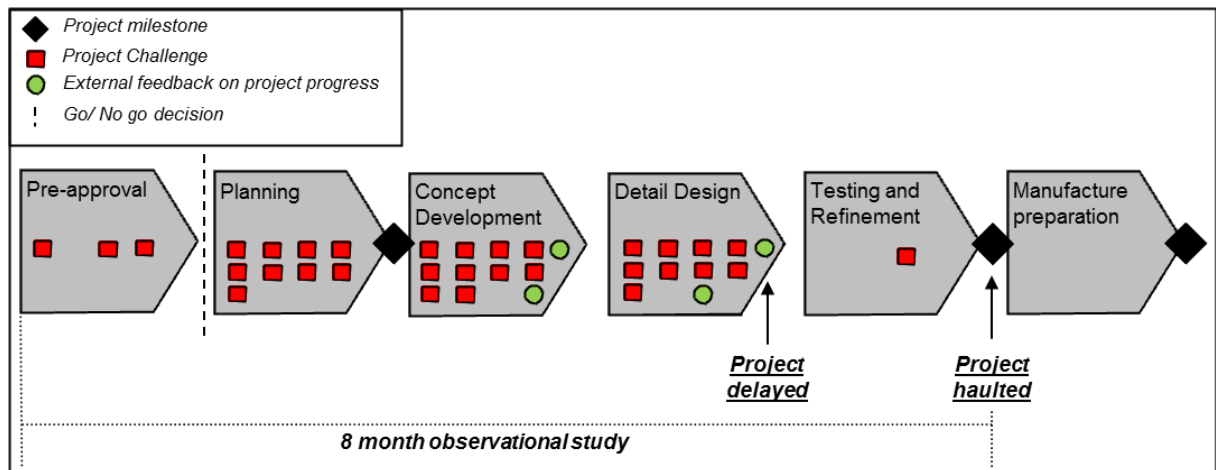 Project milestone
Project Challenge
External feedback on project progress
Go/ No go decision
Pre-approval
Planning
Concept
Development
Detail Design
Testing and
Refinement
Manufacture
preparation
Project
delayed
Project
haulted
8 month observational study